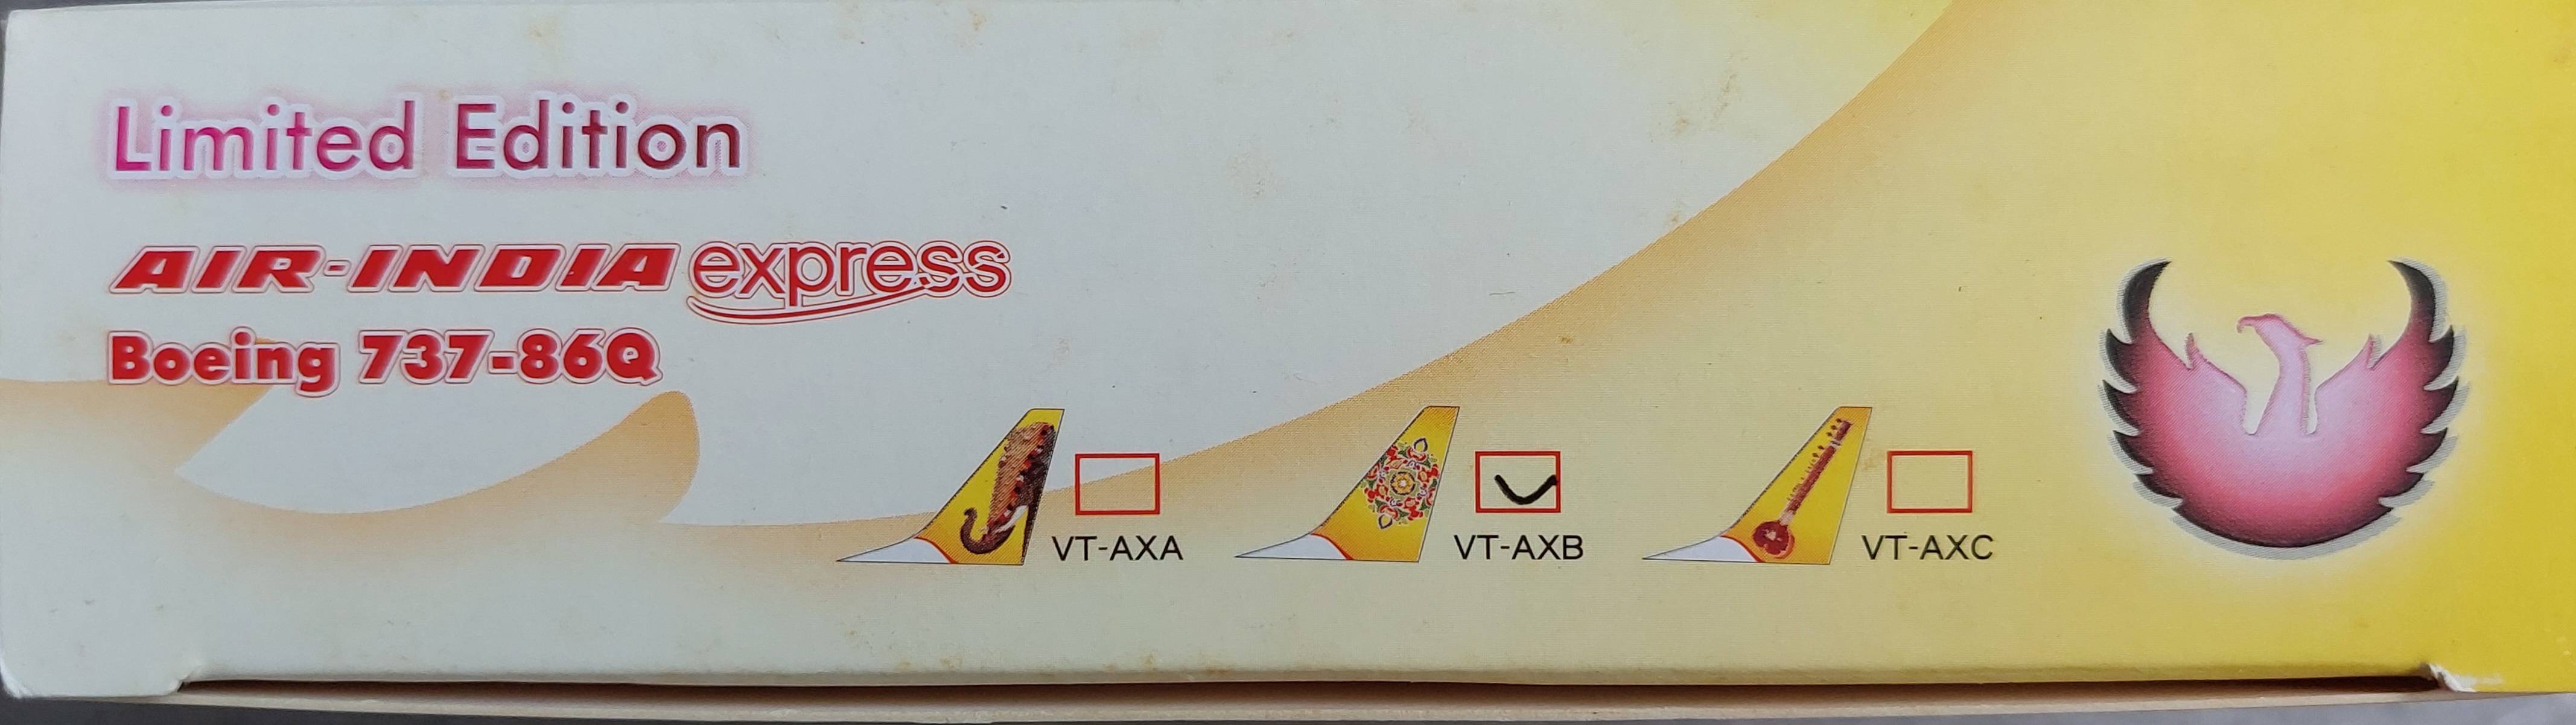 Limited Edition
AIR-INDIA express
Boeing 737-86Q
VT-AXA
VT-AXB
VT-AXC